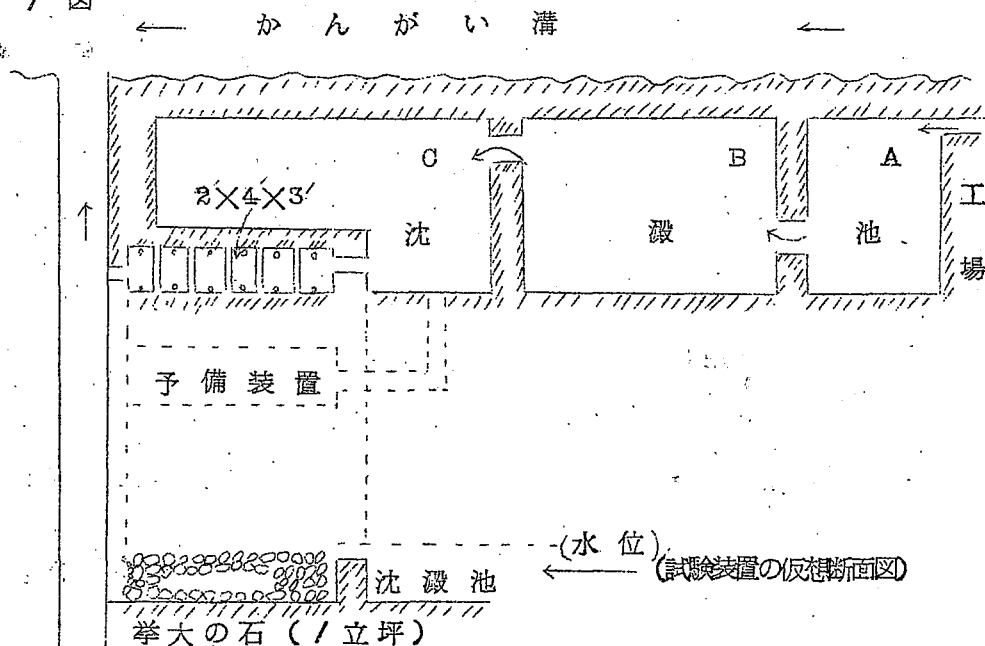 1図
かんがい溝
C B A
2×4×3'
沈澱池
工場
予備装置
(水位)
沈澱池
(試験装置の仮想断面図)
挙大の石(1立坪)